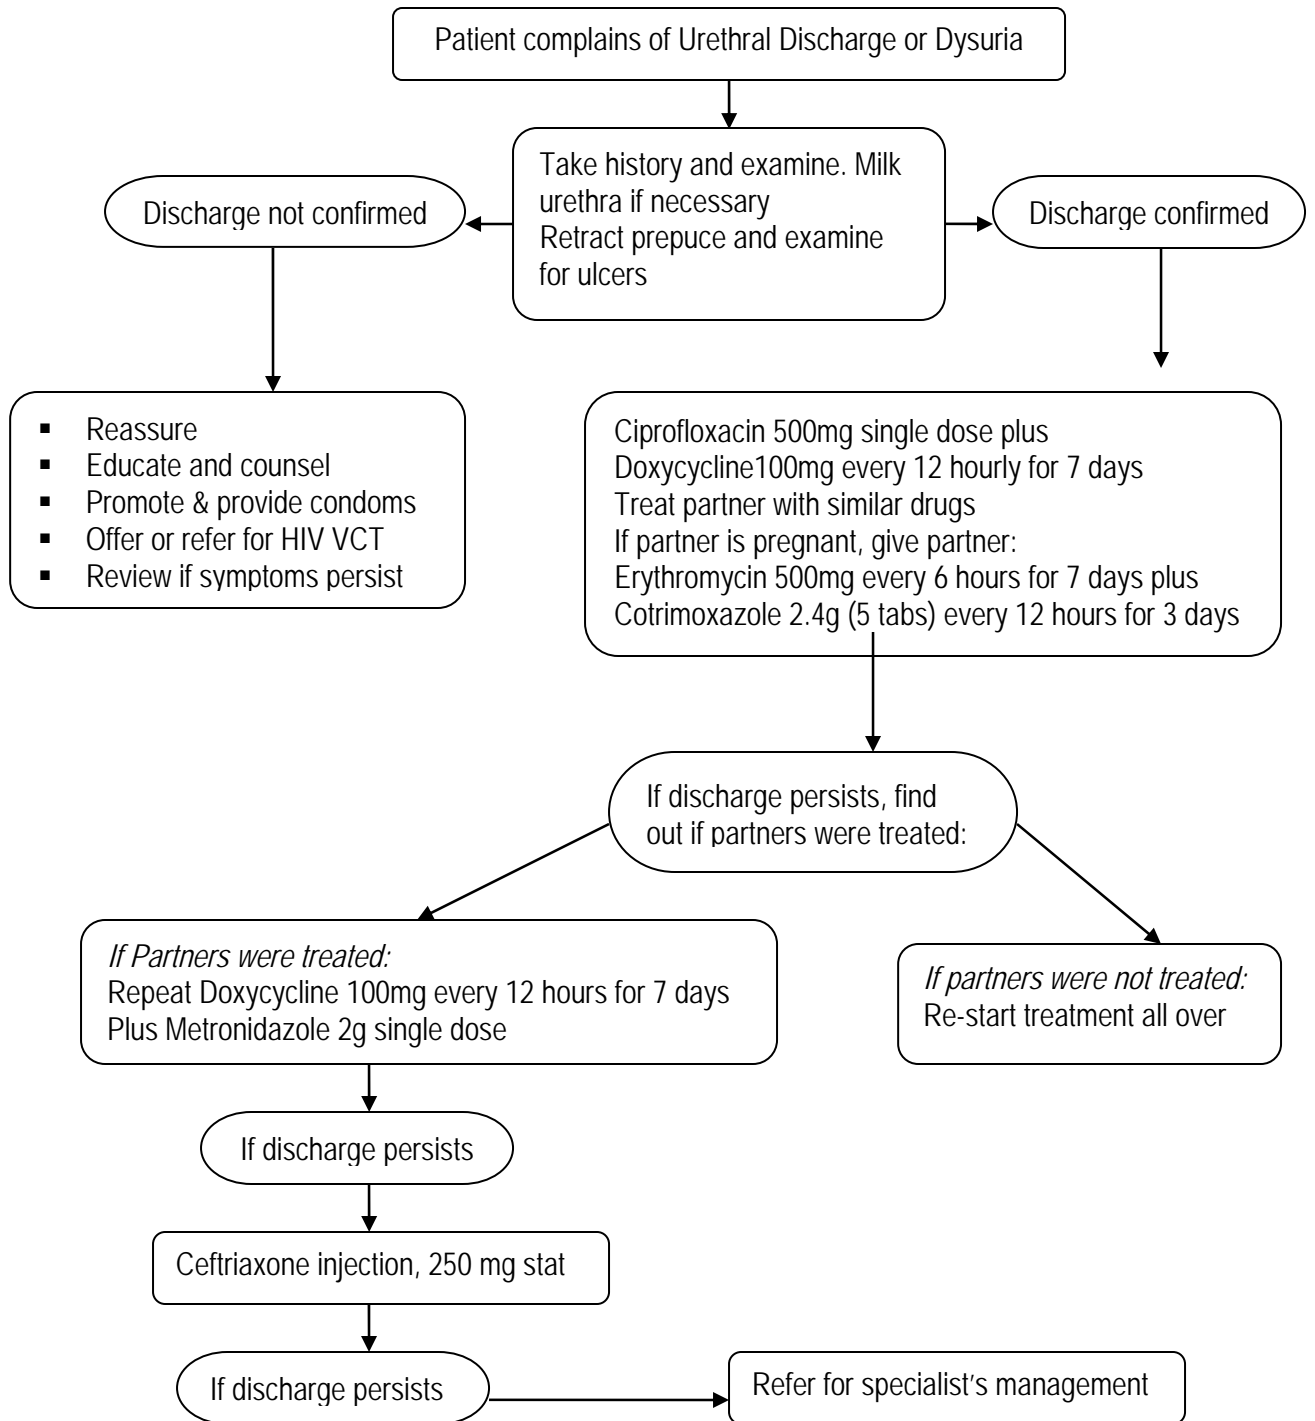 Patient complains of Urethral Discharge or Dysuria
Take history and examine. Milk
urethra if necessary
Retract prepuce and examine
for ulcers
Discharge not confirmed
Discharge confirmed
▪ Reassure
▪ Educate and counsel
▪ Promote & provide condoms
▪ Offer or refer for HIV VCT
▪ Review if symptoms persist
Ciprofloxacin 500mg single dose plus
Doxycycline100mg every 12 hourly for 7 days
Treat partner with similar drugs
If partner is pregnant, give partner:
Erythromycin 500mg every 6 hours for 7 days plus
Cotrimoxazole 2.4g (5 tabs) every 12 hours for 3 days
If discharge persists, find
out if partners were treated:
If Partners were treated:
Repeat Doxycycline 100mg every 12 hours for 7 days
Plus Metronidazole 2g single dose
If partners were not treated:
Re-start treatment all over
If discharge persists
Ceftriaxone injection, 250 mg stat
If discharge persists
Refer for specialist's management